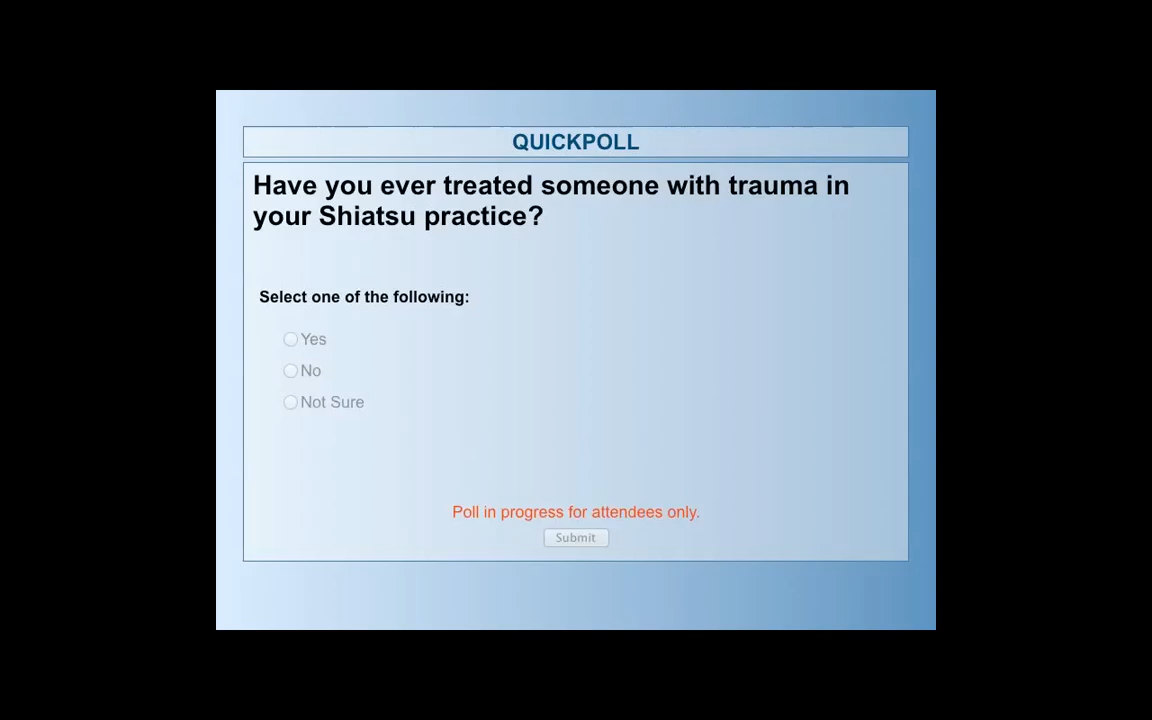 QUICKPOLL
Have you ever treated someone with trauma in
your Shiatsu practice?
Select one of the following:
Yes
No
Not Sure
Poll in progress for attendees only.
Submit